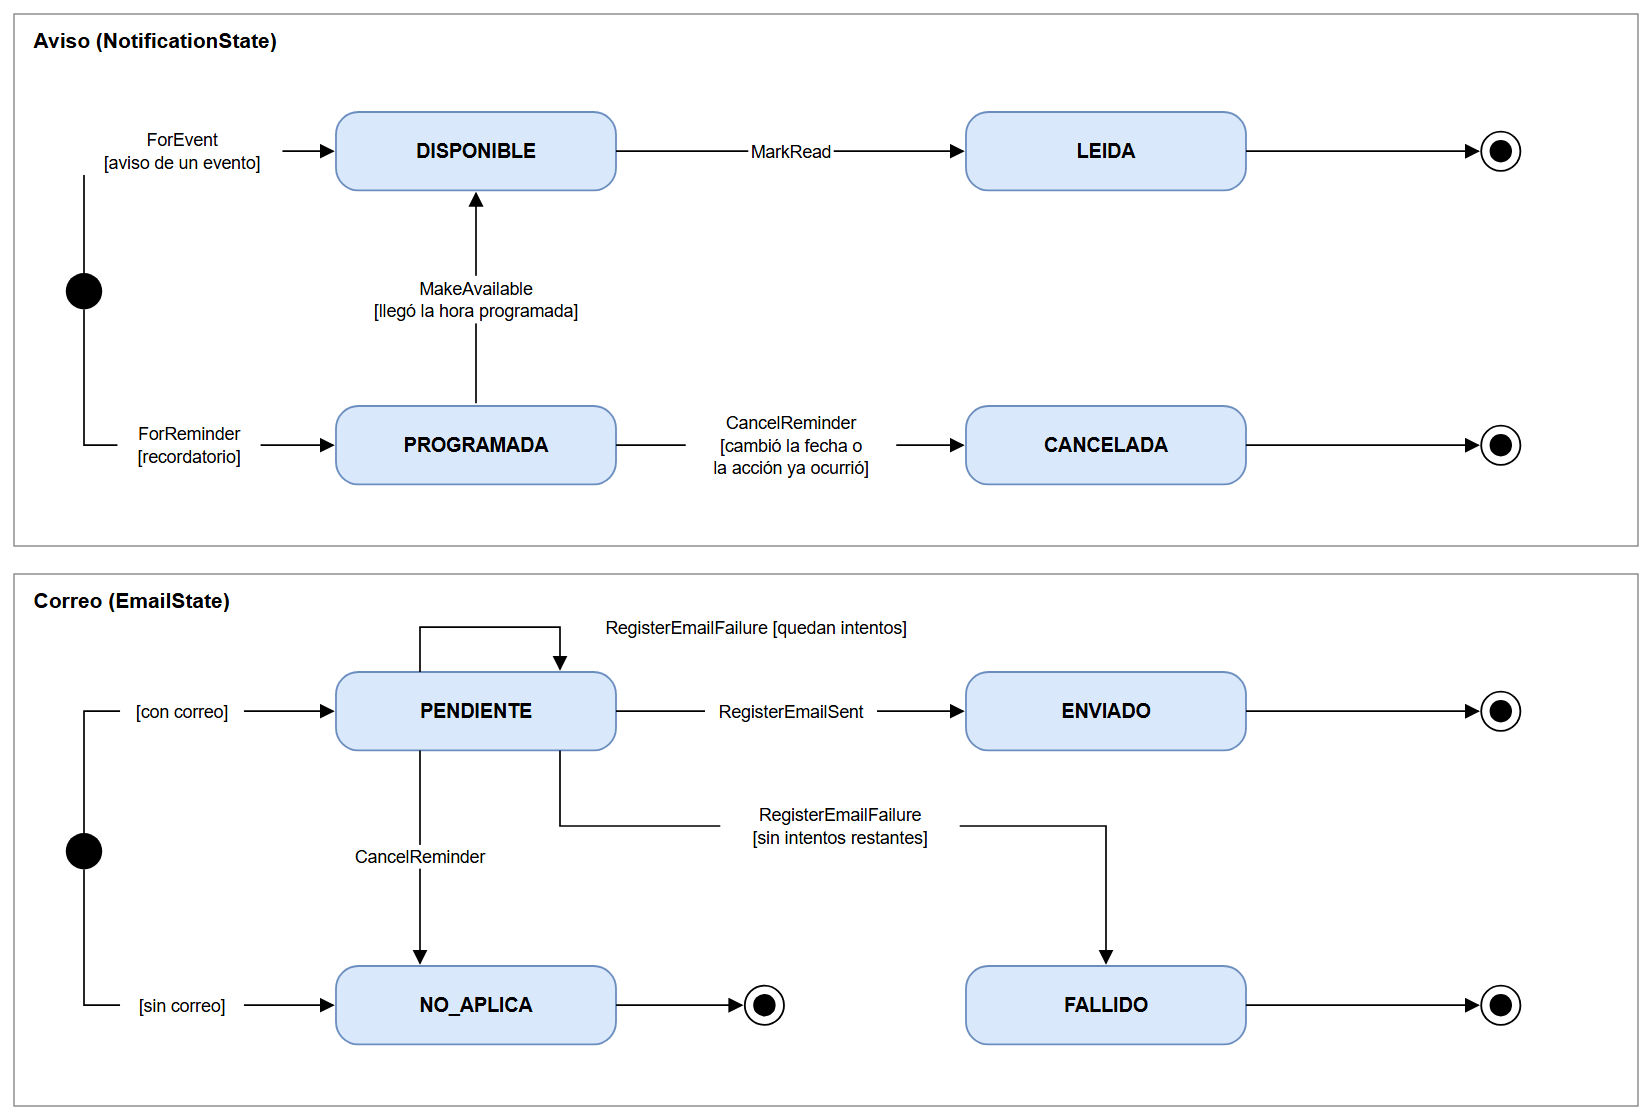 Aviso (NotificationState)
ForEvent
[aviso de un evento]
DISPONIBLE
MarkRead
LEIDA
MakeAvailable
[llegó la hora programada]
ForReminder
[recordatorio]
PROGRAMADA
CancelReminder
[cambió la fecha o
la acción ya ocurrió]
CANCELADA
Correo (EmailState)
RegisterEmailFailure [quedan intentos]
[con correo]
PENDIENTE
RegisterEmailSent
ENVIADO
RegisterEmailFailure
[sin intentos restantes]
CancelReminder
[sin correo]
NO_APLICA
FALLIDO